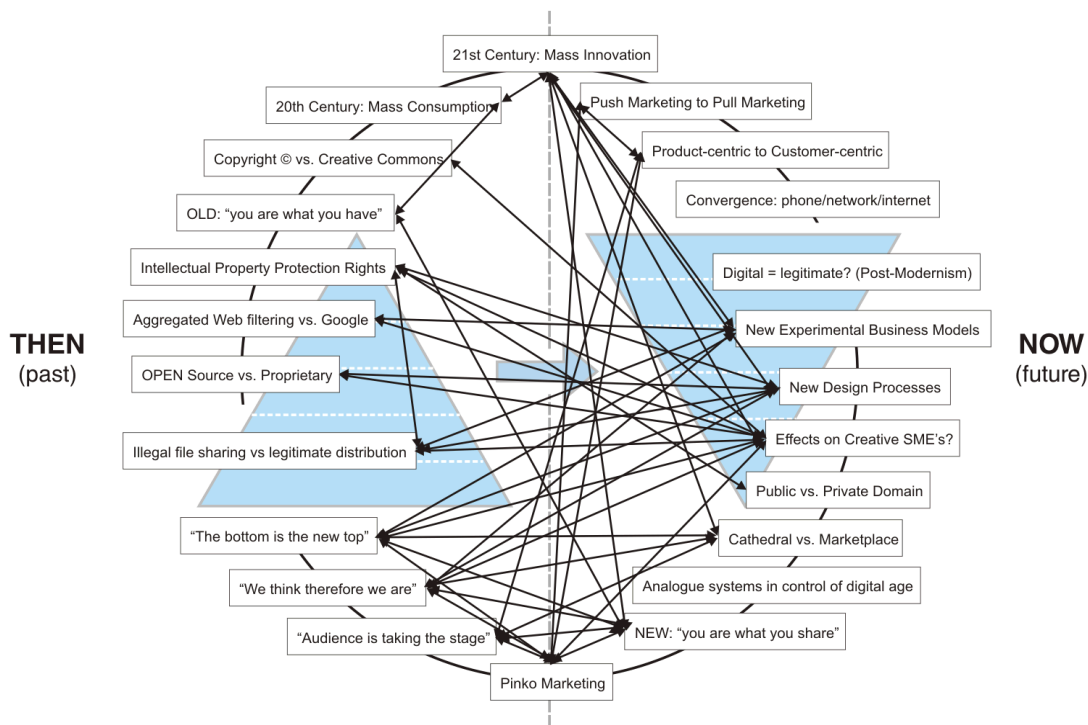 21st Century: Mass Innovation
20th Century: Mass Consumption
Push Marketing to Pull Marketing
Copyright © vs. Creative Commons
Product-centric to Customer-centric
Convergence: phone/network/internet
OLD: “you are what you have”
Intellectual Property Protection Rights
Digital = legitimate? (Post-Modernism)
Aggregated Web filtering vs. Google
New Experimental Business Models
THEN
(past)
NOW
(future)
OPEN Source vs. Proprietary
New Design Processes
Illegal file sharing vs legitimate distribution
Effects on Creative SME's?
Public vs. Private Domain
“The bottom is the new top”
Cathedral vs. Marketplace
“We think therefore we are”
Analogue systems in control of digital age
“Audience is taking the stage”
NEW: “you are what you share”
Pinko Marketing